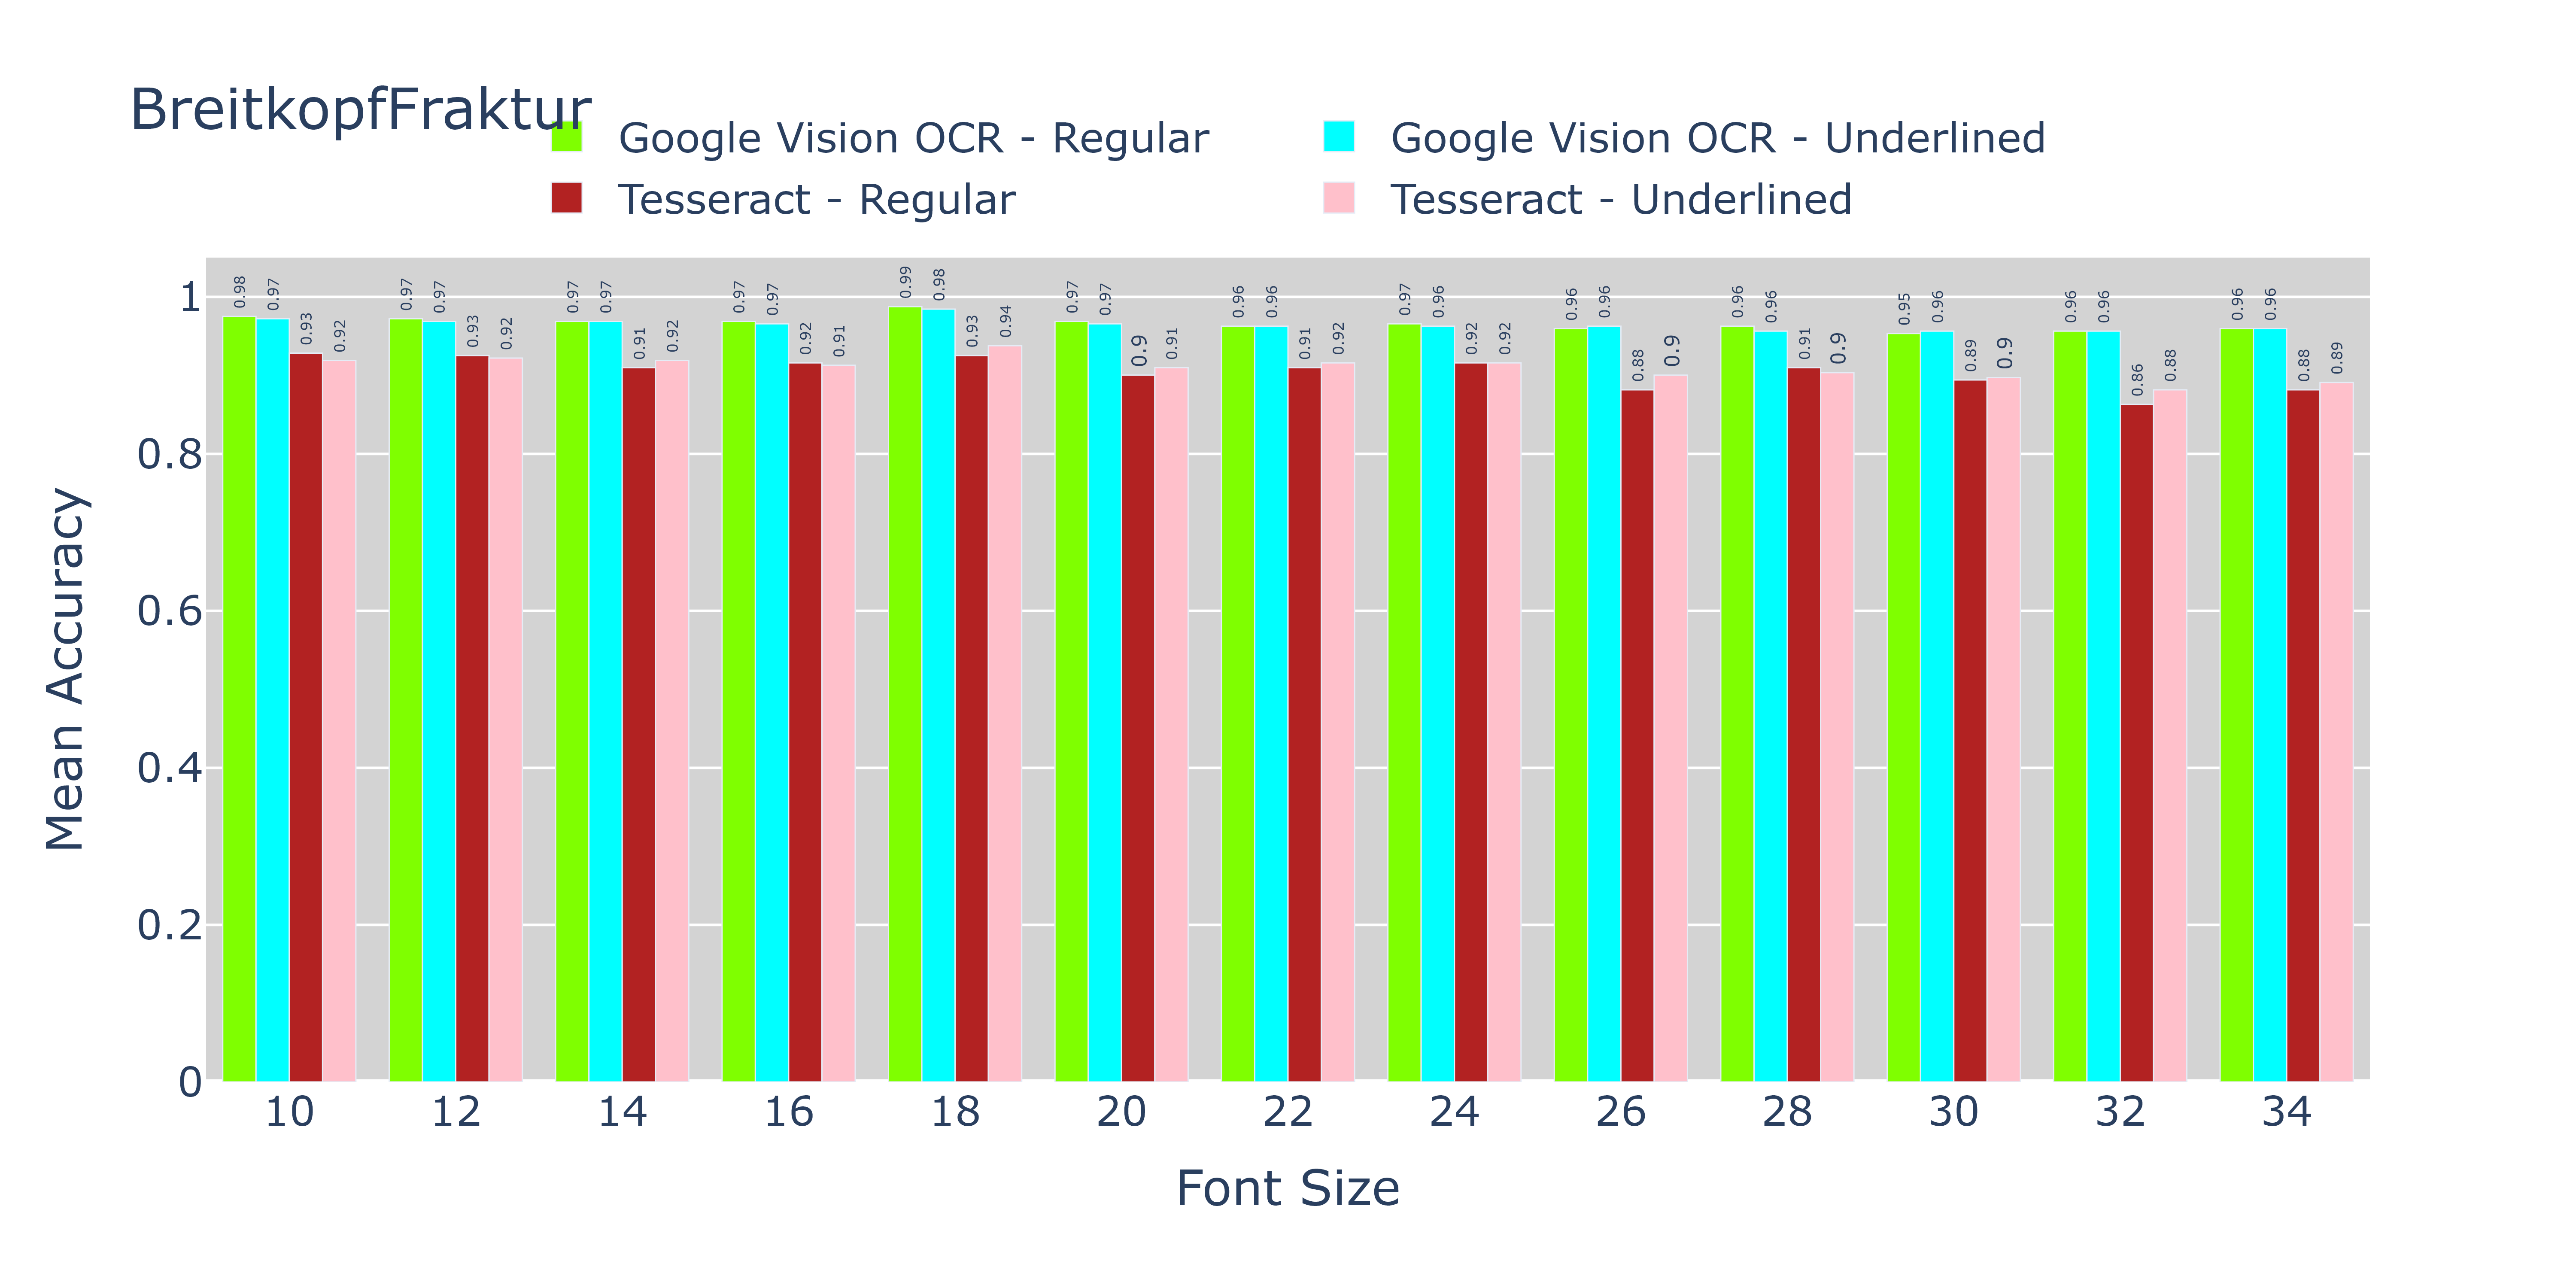 BreitkopfFraktur
Google Vision OCR - Regular
Google Vision OCR - Underlined
Tesseract - Regular
Tesseract - Underlined
0.98 0.97 0.93 0.92 0.97 0.97 0.93 0.92 0.97 0.97 0.91 0.92 0.97 0.97 0.92 0.91 0.99 0.98 0.93 0.94 0.97 0.97 0.9 0.91 0.96 0.96 0.91 0.92 0.97 0.96 0.92 0.92 0.96 0.96 0.88 0.9 0.96 0.96 0.91 0.9 0.95 0.96 0.89 0.9 0.96 0.96 0.86 0.88 0.96 0.96 0.88 0.89
1
0.8
0.6
0.4
0.2
0
Mean Accuracy
10 12 14 16 18 20 22 24 26 28 30 32 34
Font Size